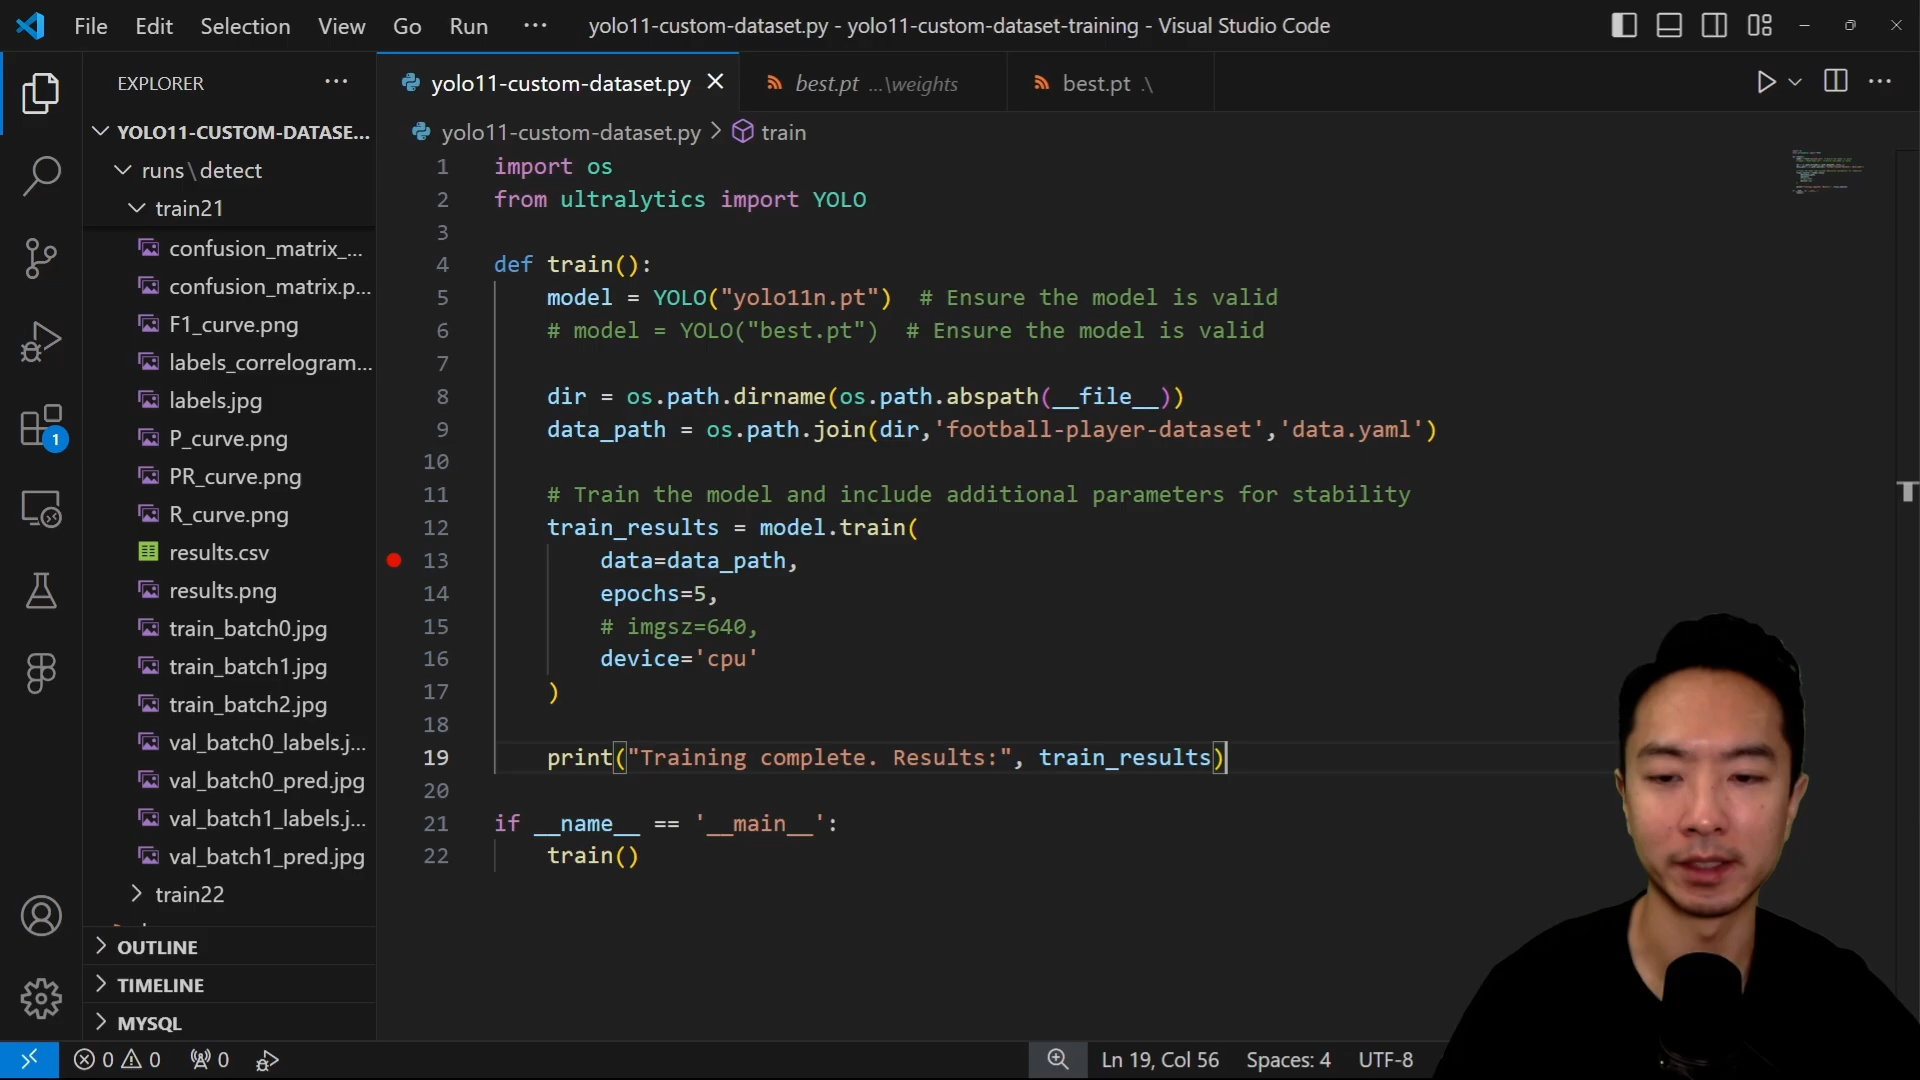 File Edit Selection View Go Run ··· yolo11-custom-dataset.py - yolo11-custom-dataset-training - Visual Studio Code
EXPLORER ···
YOLO11-CUSTOM-DATASE...
runs\detect
train21
confusion_matrix_...
confusion_matrix.p...
F1_curve.png
labels_correlogram...
labels.jpg
P_curve.png
PR_curve.png
R_curve.png
results.csv
results.png
train_batch0.jpg
train_batch1.jpg
train_batch2.jpg
val_batch0_labels.j...
val_batch0_pred.jpg
val_batch1_labels.j...
val_batch1_pred.jpg
train22
OUTLINE
TIMELINE
MYSQL
1
yolo11-custom-dataset.py best.pt ...\weights best.pt .\
yolo11-custom-dataset.py > train
1 import os
2 from ultralytics import YOLO
3
4 def train():
5     model = YOLO("yolo11n.pt")  # Ensure the model is valid
6     # model = YOLO("best.pt")  # Ensure the model is valid
7
8     dir = os.path.dirname(os.path.abspath(__file__))
9     data_path = os.path.join(dir,'football-player-dataset','data.yaml')
10
11     # Train the model and include additional parameters for stability
12     train_results = model.train(
13         data=data_path,
14         epochs=5,
15         # imgsz=640,
16         device='cpu'
17     )
18
19     print("Training complete. Results:", train_results)
20
21 if __name__ == '__main__':
22     train()
0 0 0 Ln 19, Col 56 Spaces: 4 UTF-8